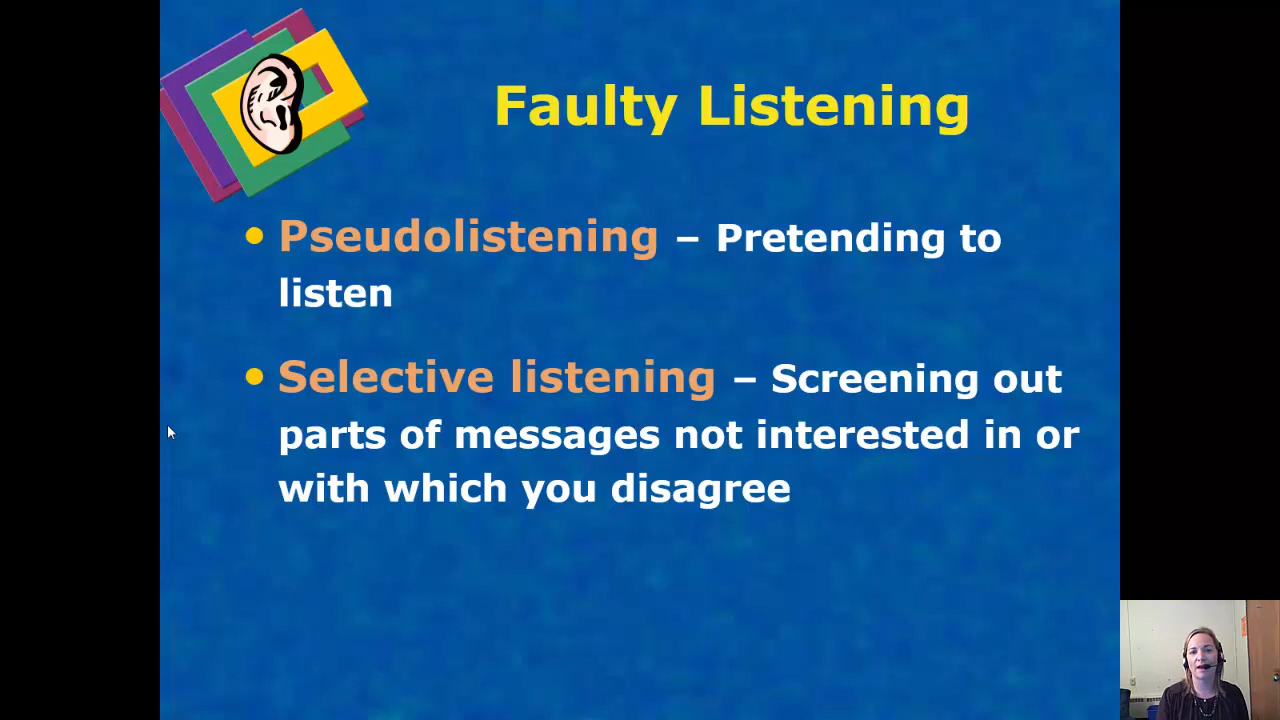 Faulty Listening
• Pseudolistening – Pretending to
listen
• Selective listening – Screening out
parts of messages not interested in or
with which you disagree